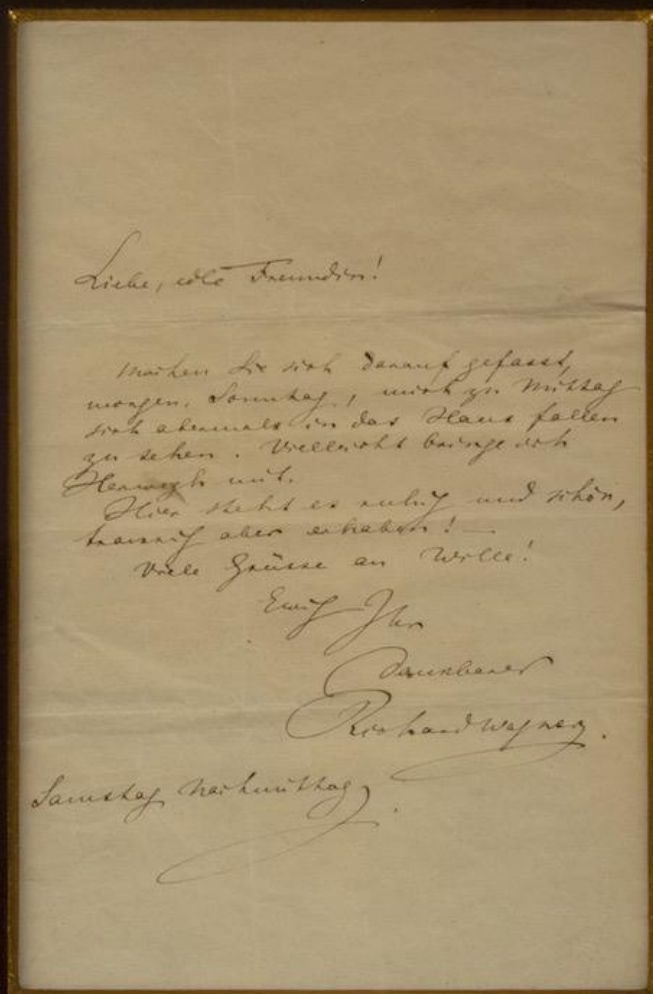 Liebe, edle Freundin!
Machen Sie sich darauf gefasst,
morgen, Sonntag, mich zu Mittag
sich abermals in das Haus fallen
zu sehen. Vielleicht bringe ich
Herwegh mit.
Hier steht es ruhig und schön,
traurig aber erhaben! —
Viele Grüsse an Wille!
Ewig Ihr
dankbarer
Richard Wagner.
Samstag Nachmittag.